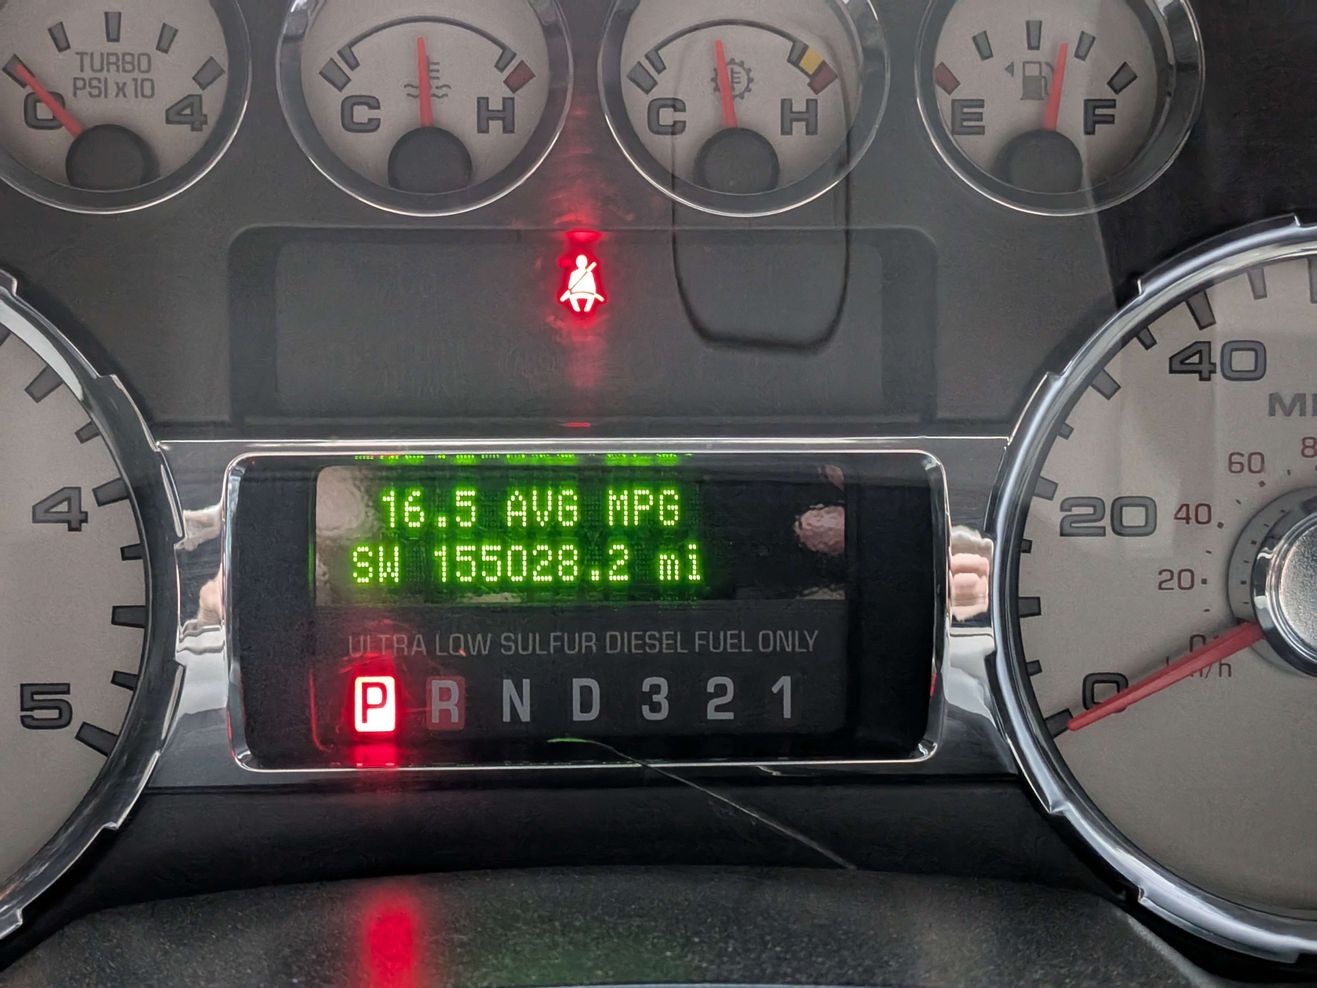 TURBO
PSI x 10
0 4
C H
C H
E F
4
5
16.5 AVG MPG
SW 155028.2 mi
ULTRA LOW SULFUR DIESEL FUEL ONLY
P R N D 3 2 1
40
20
0
60
40
20
0